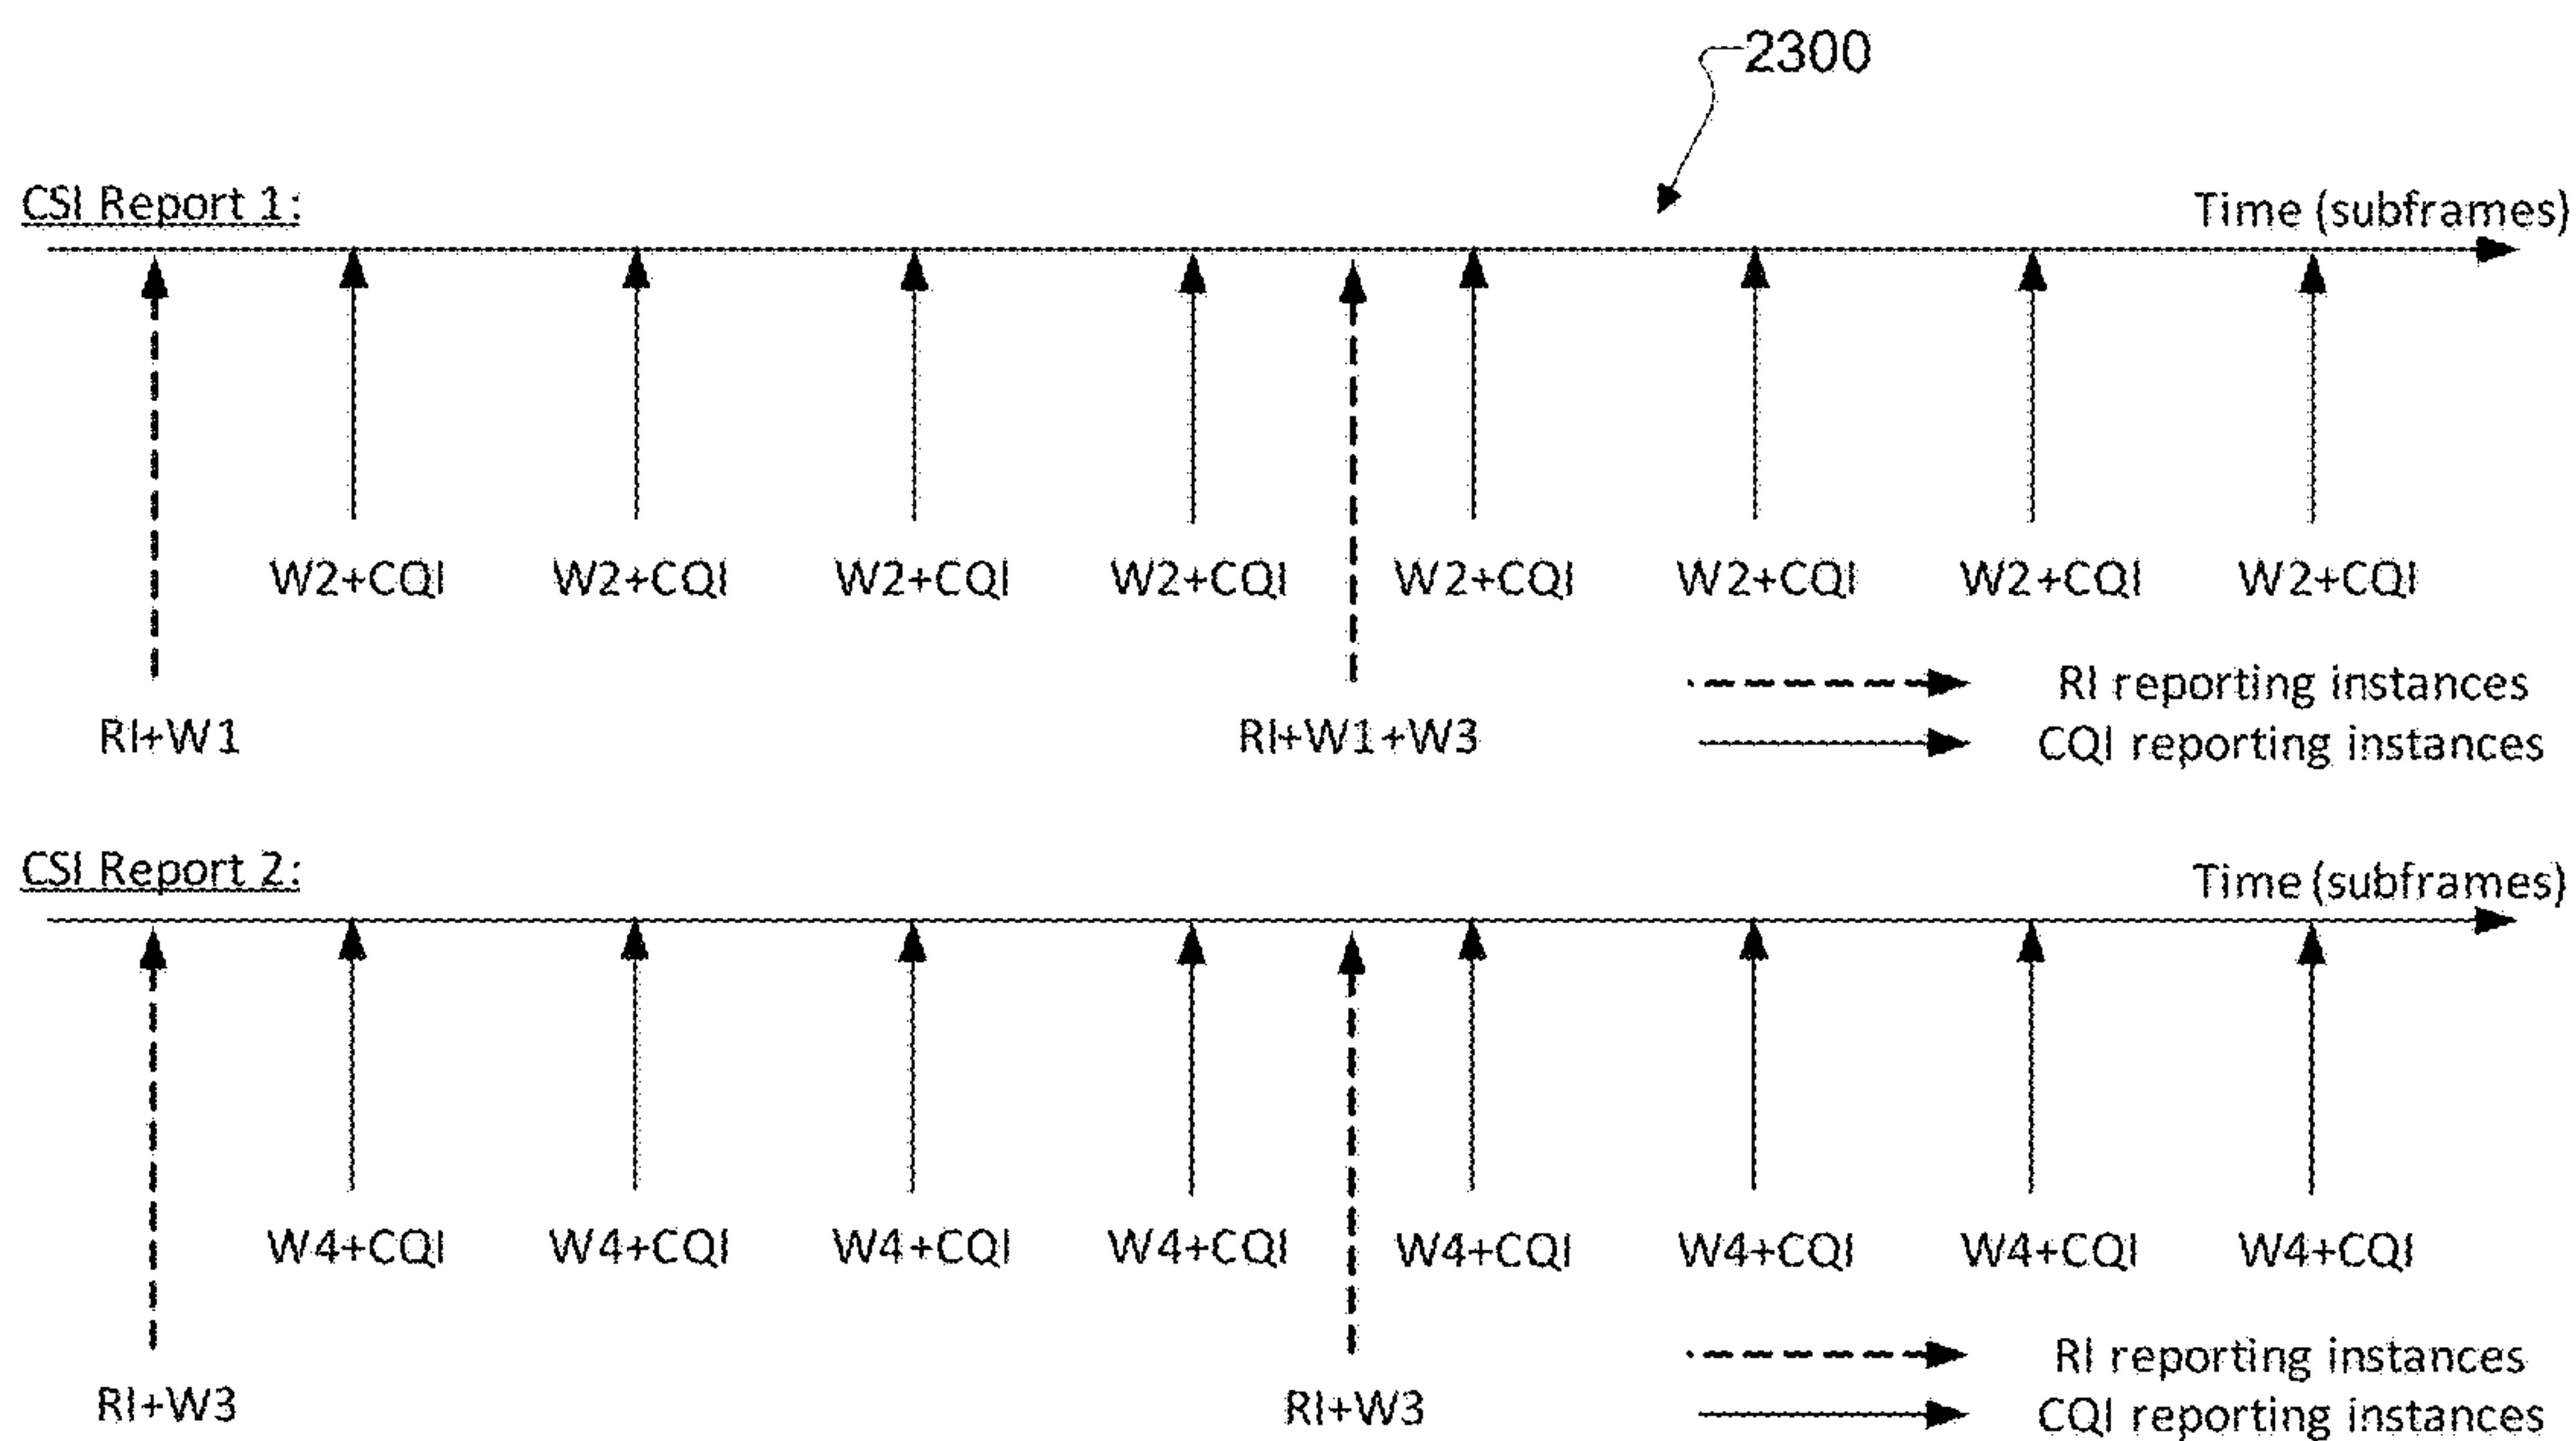 2300
CSI Report 1:
Time (subframes)
W2+CQI W2+CQI W2+CQI W2+CQI W2+CQI W2+CQI W2+CQI W2+CQI
RI reporting instances
RI+W1 RI+W1+W3
CQI reporting instances
CSI Report 2:
Time (subframes)
W4+CQI W4+CQI W4+CQI W4+CQI W4+CQI W4+CQI W4+CQI W4+CQI
RI reporting instances
RI+W3 RI+W3
CQI reporting instances